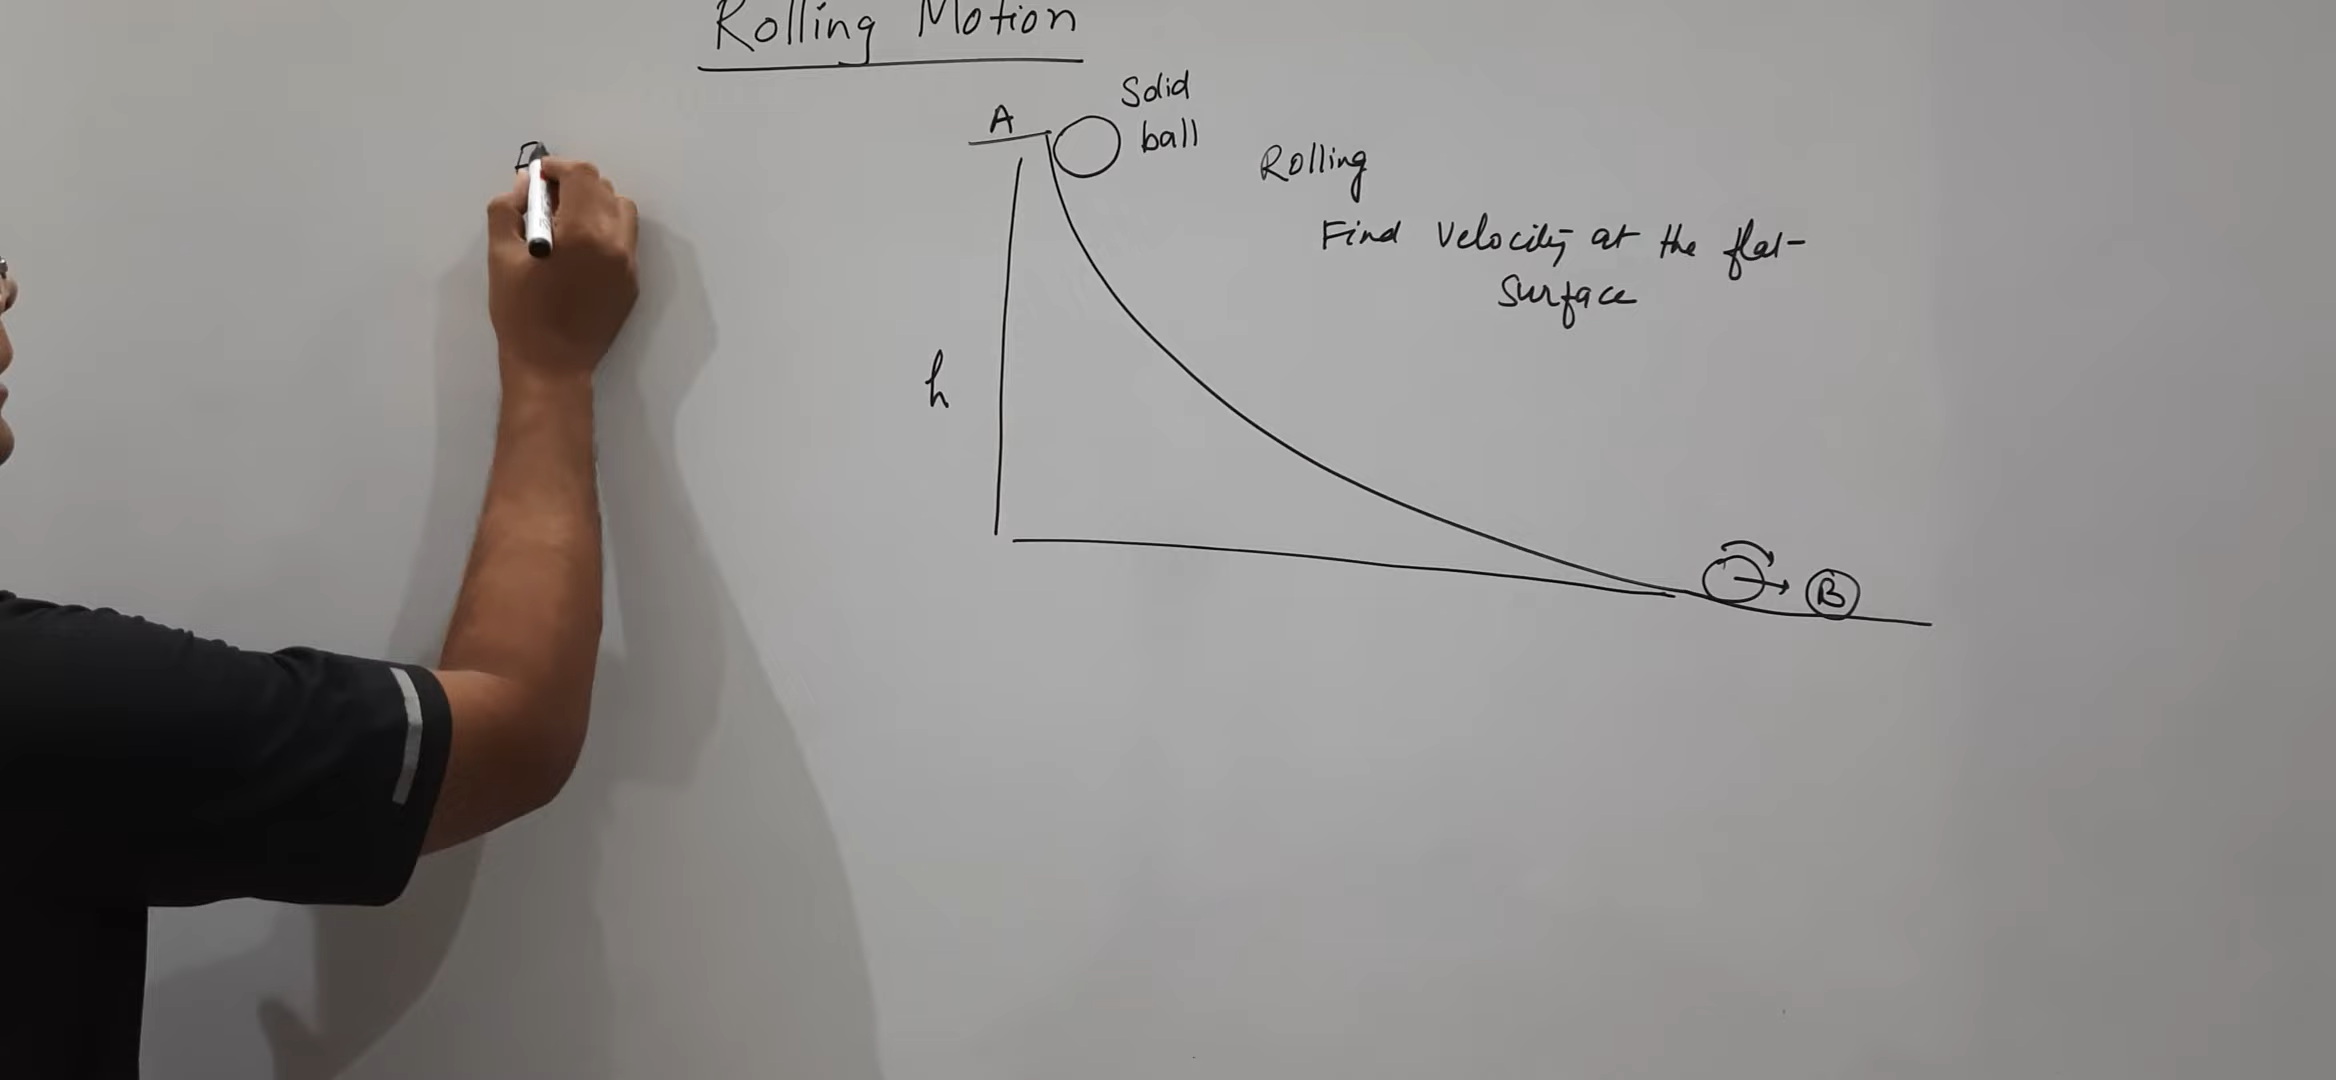 Rolling Motion
A
Solid
ball
Rolling
Find Velocity at the flat
Surface
h
B